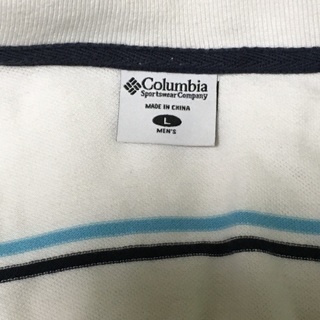 Columbia
Sportswear Company
MADE IN CHINA
L
MEN'S